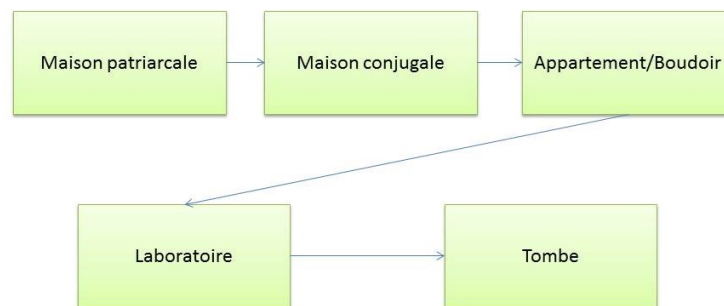 Maison patriarcale
Maison conjugale
Appartement/Boudoir
Laboratoire
Tombe